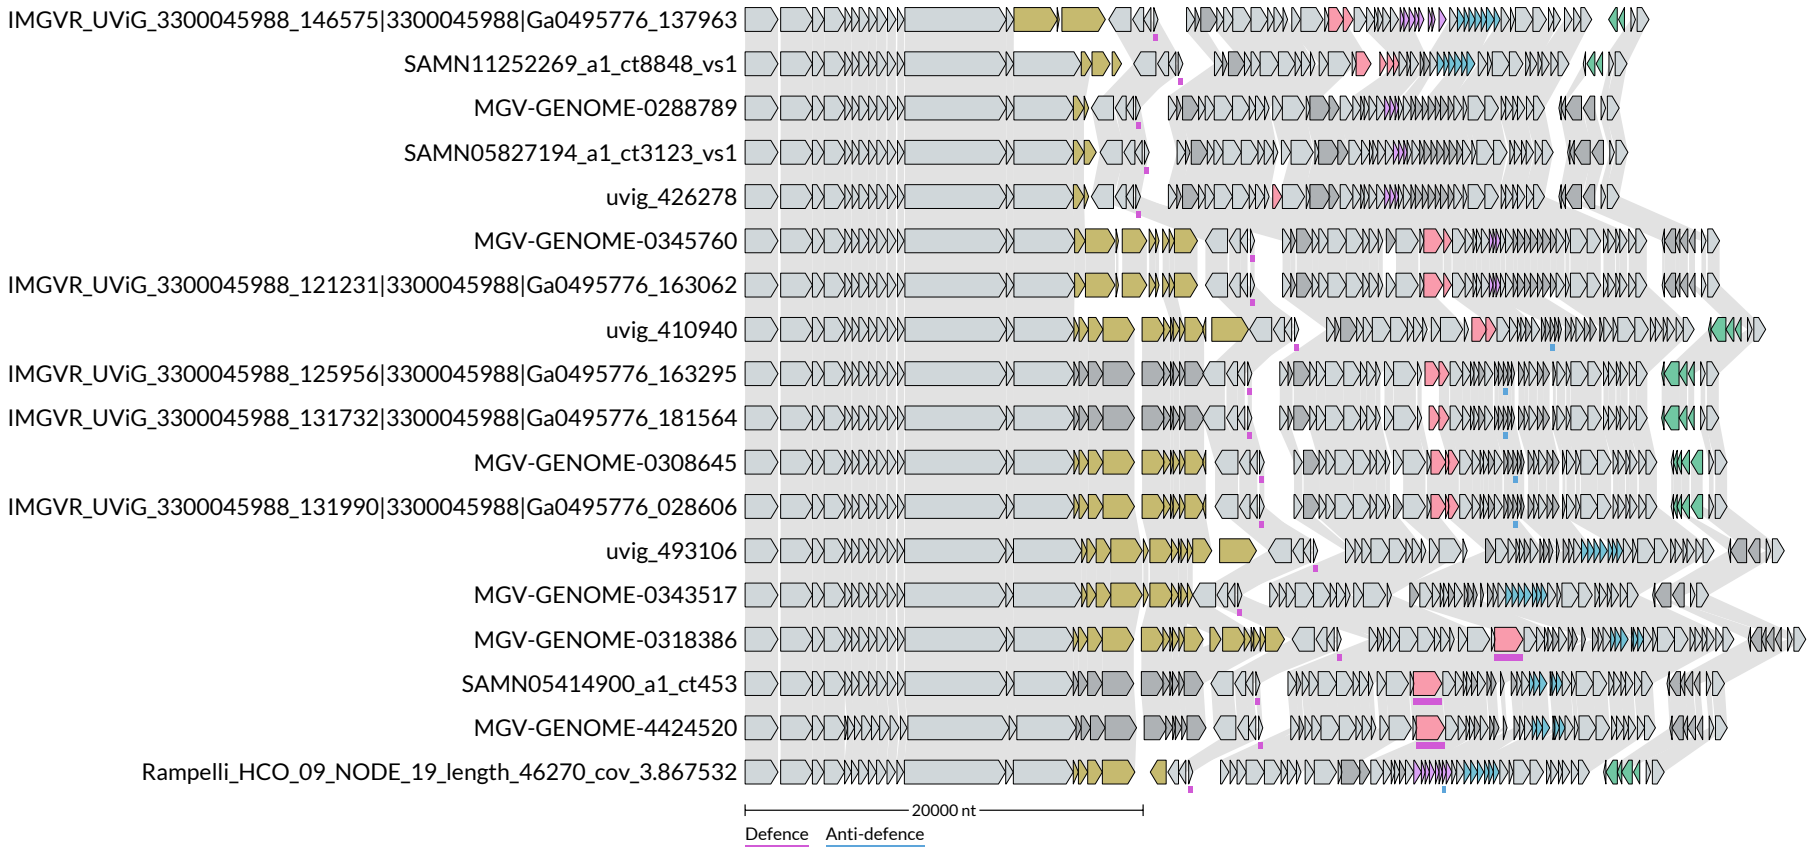 IMGVR_UViG_3300045988_146575|3300045988|Ga0495776_137963
SAMN11252269_a1_ct8848_vs1
MGV-GENOME-0288789
SAMN05827194_a1_ct3123_vs1
uvig_426278
MGV-GENOME-0345760
IMGVR_UViG_3300045988_121231|3300045988|Ga0495776_163062
uvig_410940
IMGVR_UViG_3300045988_125956|3300045988|Ga0495776_163295
IMGVR_UViG_3300045988_131732|3300045988|Ga0495776_181564
MGV-GENOME-0308645
IMGVR_UViG_3300045988_131990|3300045988|Ga0495776_028606
uvig_493106
MGV-GENOME-0343517
MGV-GENOME-0318386
SAMN05414900_a1_ct453
MGV-GENOME-4424520
Rampelli_HCO_09_NODE_19_length_46270_cov_3.867532
20000 nt
Defence Anti-defence